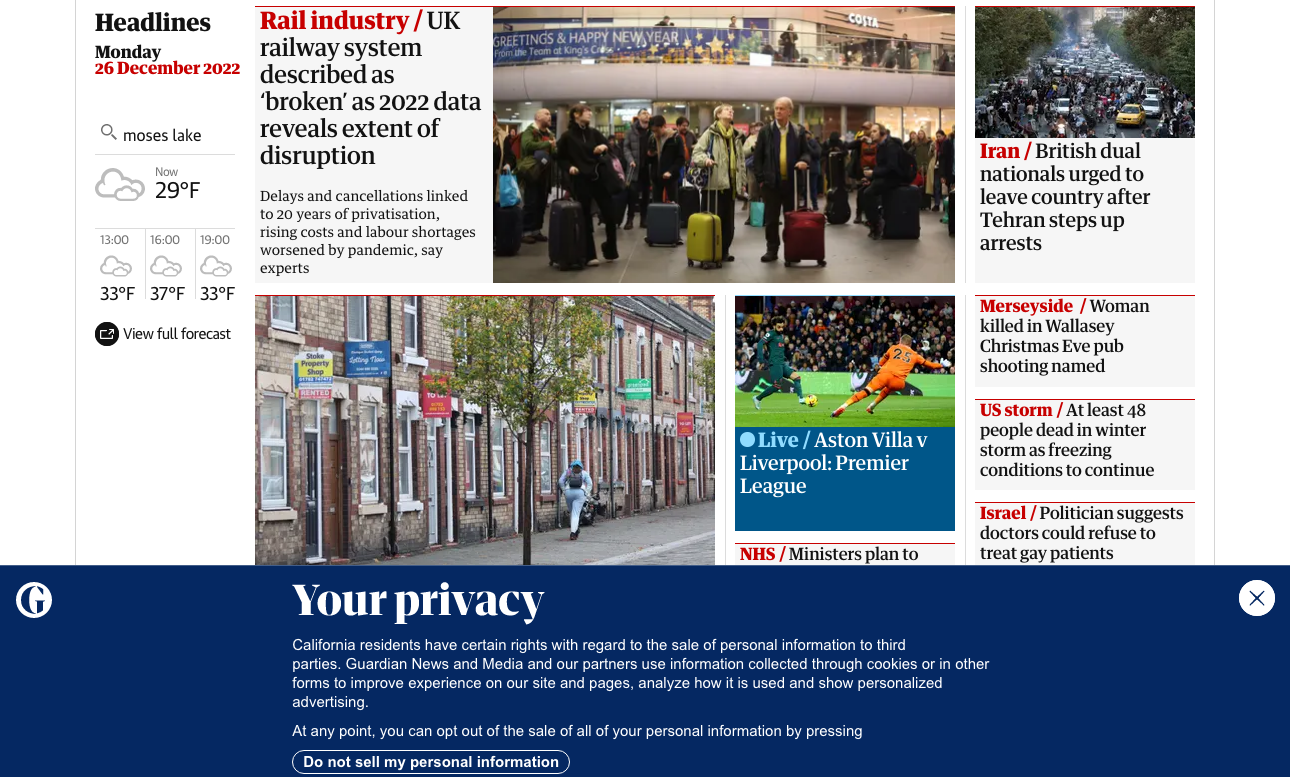 Headlines
Monday
26 December 2022
moses lake
Now
29°F
13:00
16:00
19:00
33°F
37°F
33°F
View full forecast
Rail industry / UK
railway system
described as
‘broken’ as 2022 data
reveals extent of
disruption
Delays and cancellations linked
to 20 years of privatisation,
rising costs and labour shortages
worsened by pandemic, say
experts
COSTA
GREETINGS & HAPPY NEW YEAR
From the Team at King's Cross
Iran / British dual
nationals urged to
leave country after
Tehran steps up
arrests
Stoke
Property
Shop
RENTED
Letting Now
TO LET
25
Live / Aston Villa v
Liverpool: Premier
League
NHS / Ministers plan to
Merseyside / Woman
killed in Wallasey
Christmas Eve pub
shooting named
US storm / At least 48
people dead in winter
storm as freezing
conditions to continue
Israel / Politician suggests
doctors could refuse to
treat gay patients
Your privacy
California residents have certain rights with regard to the sale of personal information to third
parties. Guardian News and Media and our partners use information collected through cookies or in other
forms to improve experience on our site and pages, analyze how it is used and show personalized
advertising.
At any point, you can opt out of the sale of all of your personal information by pressing
Do not sell my personal information